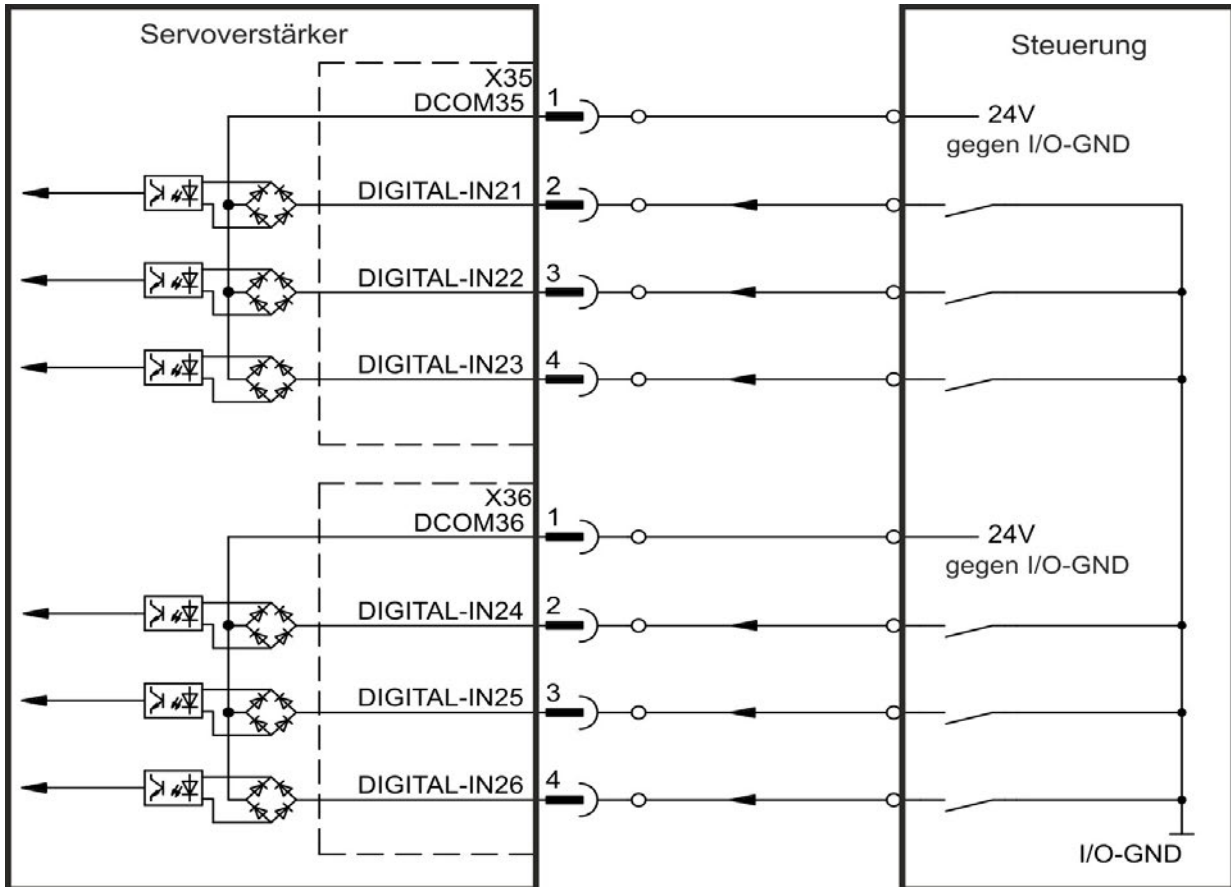 Servoverstärker
Steuerung
X35
DCOM35
1
24V
gegen I/O-GND
DIGITAL-IN21
2
DIGITAL-IN22
3
DIGITAL-IN23
4
X36
DCOM36
1
24V
gegen I/O-GND
DIGITAL-IN24
2
DIGITAL-IN25
3
DIGITAL-IN26
4
I/O-GND